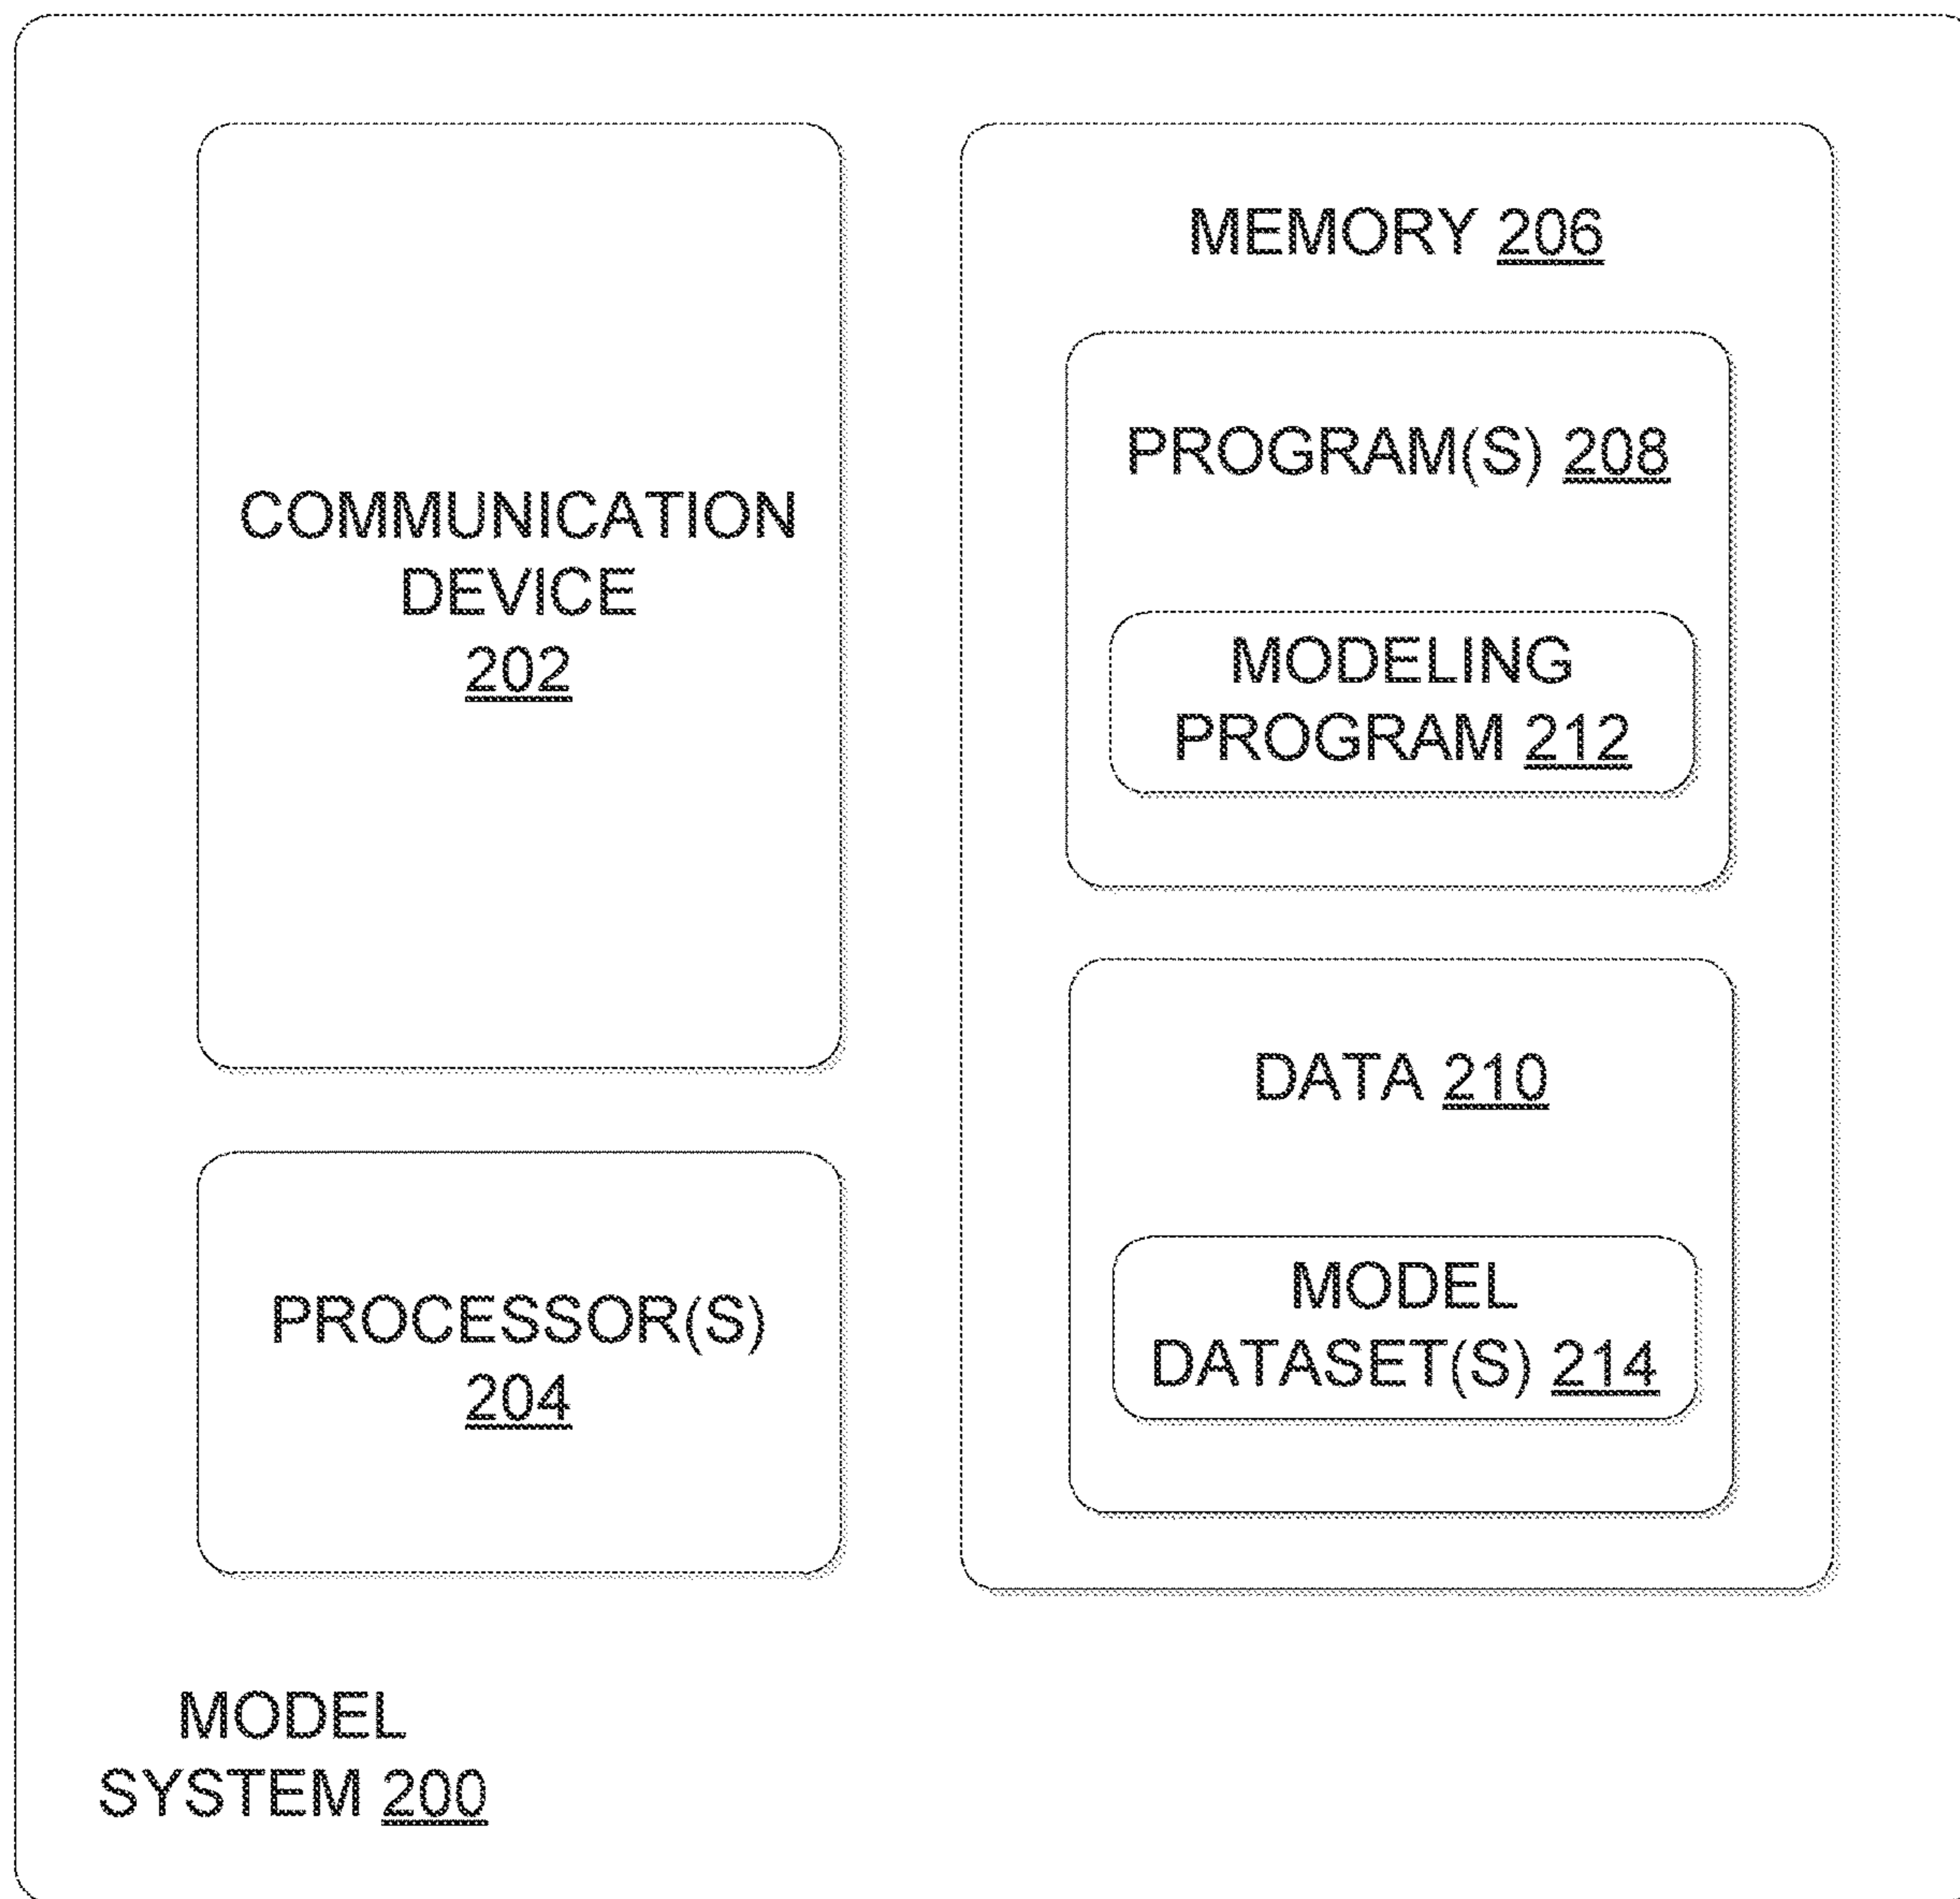 COMMUNICATION
DEVICE
202
PROCESSOR(S)
204
MEMORY 206
PROGRAM(S) 208
MODELING
PROGRAM 212
DATA 210
MODEL
DATASET(S) 214
MODEL
SYSTEM 200